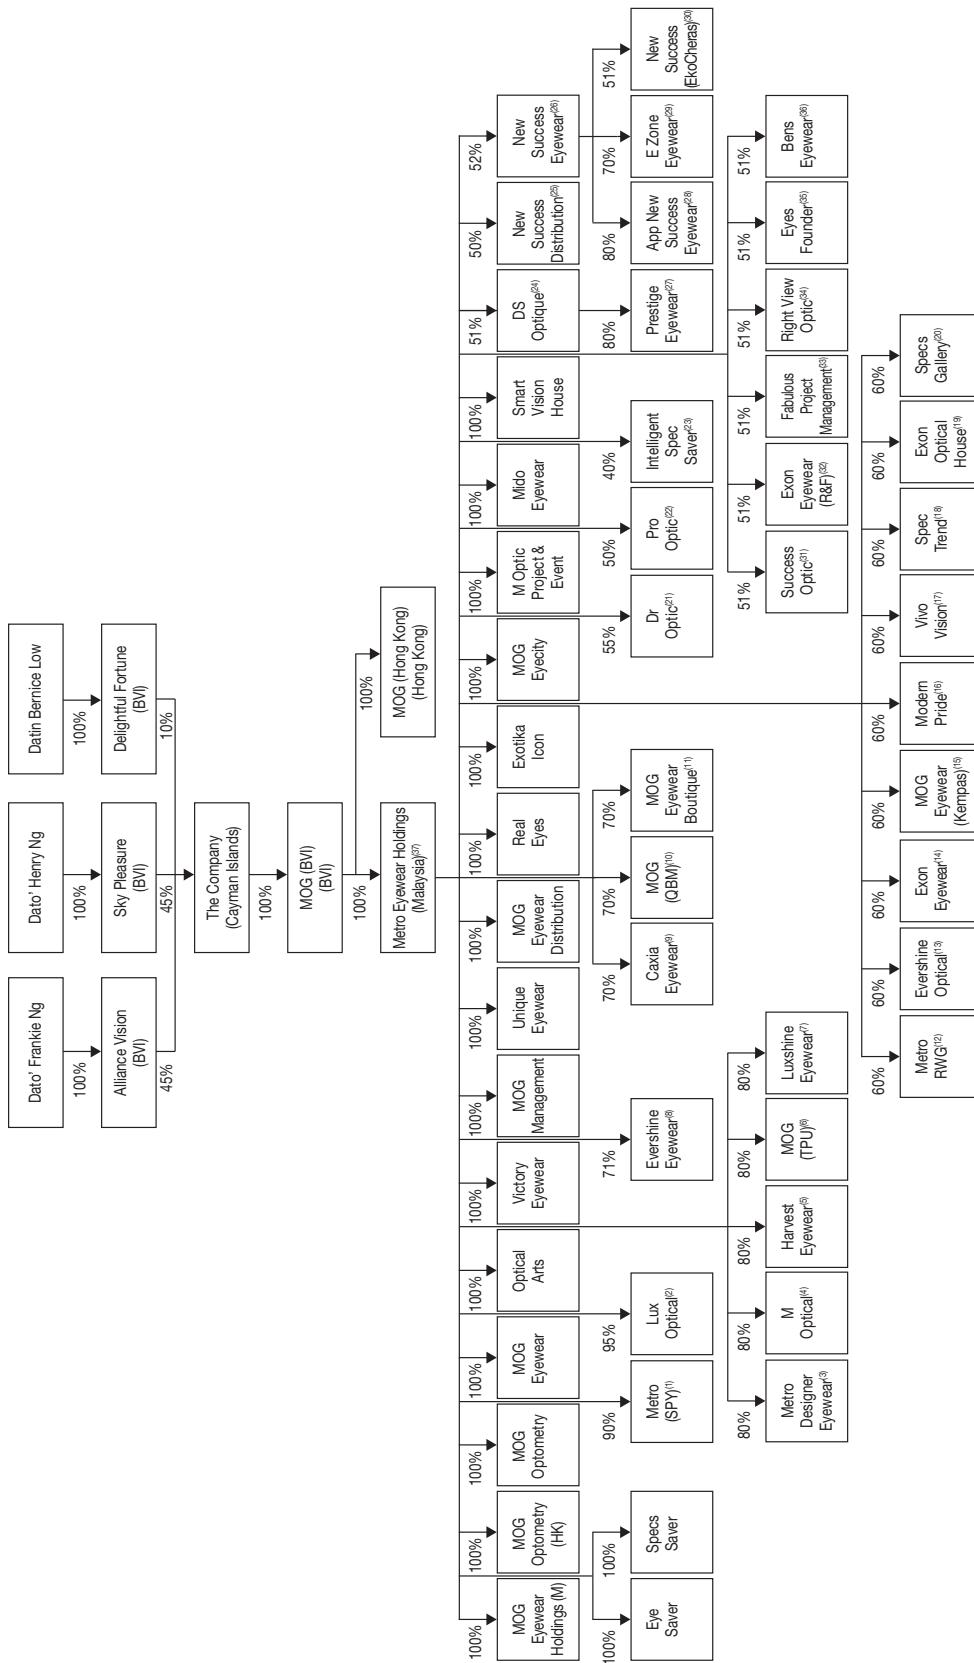 Dato' Frankie Ng
Dato' Henry Ng
Datin Bernice Low
100%
100%
100%
Alliance Vision
(BVI)
Sky Pleasure
(BVI)
Delightful Fortune
(BVI)
45%
45%
10%
The Company
(Cayman Islands)
100%
MOG (BVI)
(BVI)
100%
100%
Metro Eyewear Holdings
(Malaysia)(37)
MOG (Hong Kong)
(Hong Kong)
100%
MOG
Eyewear
Holdings (M)
100%
MOG
Optometry
(HK)
100%
MOG
Optometry
100%
MOG
Eyewear
100%
Optical
Arts
100%
Victory
Eyewear
100%
MOG
Management
100%
Unique
Eyewear
100%
MOG
Eyewear
Distribution
100%
Real
Eyes
100%
Exotika
Icon
100%
MOG
Eyecity
100%
M Optic
Project &
Event
100%
Mido
Eyewear
100%
Smart
Vision
House
51%
DS
Optique(24)
50%
New
Success
Distribution(25)
52%
New
Success
Eyewear(26)
100%
Eye
Saver
100%
Specs
Saver
90%
Metro
(SPY)(1)
95%
Lux
Optical(2)
71%
Evershine
Eyewear(8)
70%
Caxia
Eyewear(9)
70%
MOG
(QBM)(10)
70%
MOG
Eyewear
Boutique(11)
55%
Dr
Optic(21)
50%
Pro
Optic(22)
40%
Intelligent
Spec
Saver(23)
80%
Prestige
Eyewear(27)
80%
App New
Success
Eyewear(28)
70%
E Zone
Eyewear(29)
51%
New
Success
(EkoCheras)(30)
80%
Metro
Designer
Eyewear(3)
80%
M
Optical(4)
80%
Harvest
Eyewear(5)
80%
MOG
(TPU)(6)
80%
Luxshine
Eyewear(7)
51%
Success
Optic(31)
51%
Exon
Eyewear
(R&F)(32)
51%
Fabulous
Project
Management(33)
51%
Right View
Optic(34)
51%
Eyes
Founder(35)
51%
Bens
Eyewear(36)
60%
Metro
RWG(12)
60%
Evershine
Optical(13)
60%
Exon
Eyewear(14)
60%
MOG
Eyewear
(Kempas)(15)
60%
Modern
Pride(16)
60%
Vivo
Vision(17)
60%
Spec
Trend(18)
60%
Exon
Optical
House(19)
60%
Specs
Gallery(20)